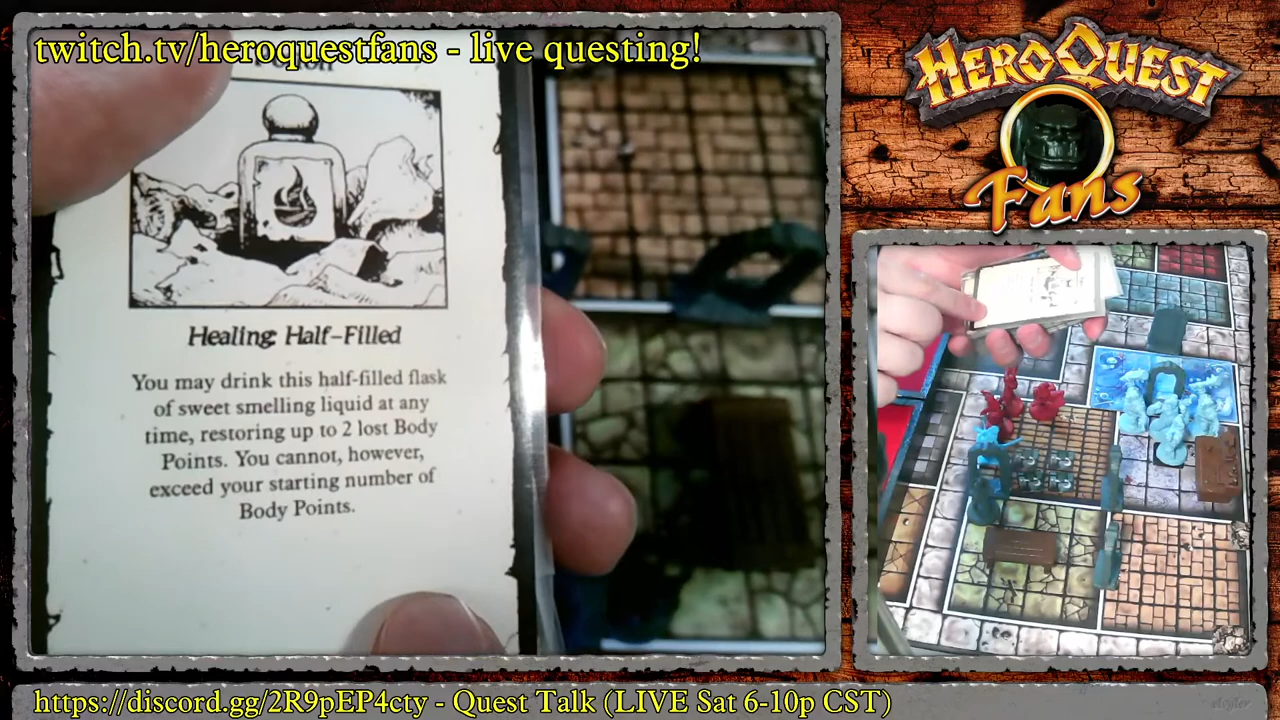 twitch.tv/heroquestfans - live questing!
Healing: Half-Filled
You may drink this half-filled flask
of sweet smelling liquid at any
time, restoring up to 2 lost Body
Points. You cannot, however,
exceed your starting number of
Body Points.
HeroQuest
Fans
https://discord.gg/2R9pEP4cty - Quest Talk (LIVE Sat 6-10p CST)